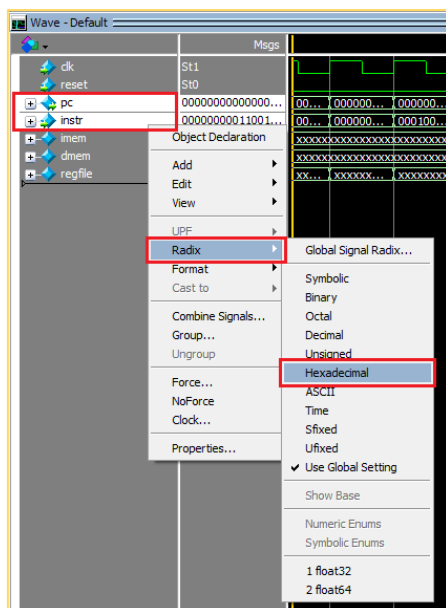 Wave - Default
Msgs
clk St1
reset St0
pc 00000000000000... 00... 000000... 000000...
instr 00000000011001... 00... 000000... 000100...
imem xxxxxxxxxxxxxxxxxxxxxxx
dmem xxxxxxxxxxxxxxxxxxxxxxx
regfile xx... xxxxxx... xxxxxxxx
Object Declaration
Add
Edit
View
UPF
Radix
Format
Cast to
Combine Signals...
Group...
Ungroup
Force...
NoForce
Clock...
Properties...
Global Signal Radix...
Symbolic
Binary
Octal
Decimal
Unsigned
Hexadecimal
ASCII
Time
Sfixed
Ufixed
Use Global Setting
Show Base
Numeric Enums
Symbolic Enums
1 float32
2 float64